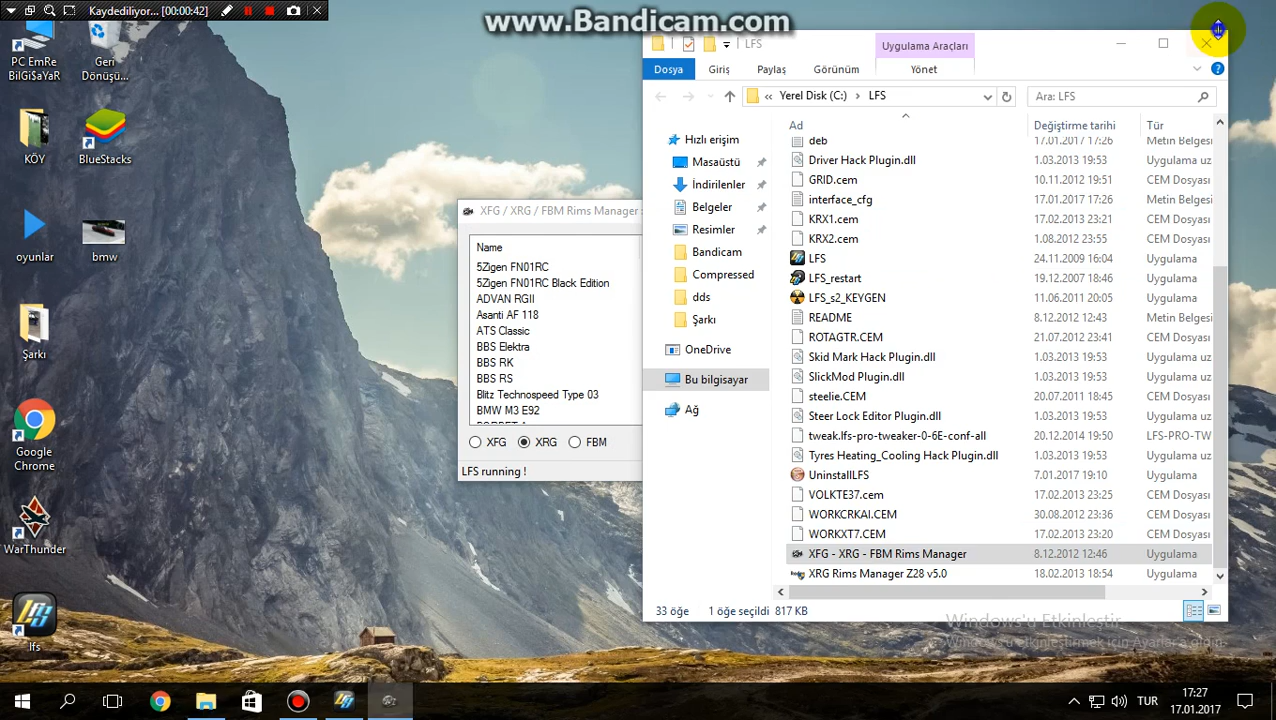 Kaydediliyor... [00:00:42]
www.Bandicam.com
PC EmRe BiLGiSaYaR
Geri Dönüşü...
KÖY
BlueStacks
oyunlar
bmw
Şarkı
Google Chrome
WarThunder
lfs
XFG / XRG / FBM Rims Manager
Name
5Zigen FN01RC
5Zigen FN01RC Black Edition
ADVAN RGII
Asanti AF 118
ATS Classic
BBS Elektra
BBS RK
BBS RS
Blitz Technospeed Type 03
BMW M3 E92
XFG XRG FBM
LFS running !
LFS
Uygulama Araçları
Dosya Giriş Paylaş Görünüm Yönet
« Yerel Disk (C:) › LFS
Ara: LFS
Hızlı erişim
Masaüstü
İndirilenler
Belgeler
Resimler
Bandicam
Compressed
dds
Şarkı
OneDrive
Bu bilgisayar
Ağ
Ad Değiştirme tarihi Tür
deb 17.01.2017 17:26 Metin Belgesi
Driver Hack Plugin.dll 1.03.2013 19:53 Uygulama uz
GRID.cem 10.11.2012 19:51 CEM Dosyası
interface_cfg 17.01.2017 17:26 Metin Belgesi
KRX1.cem 17.02.2013 23:21 CEM Dosyası
KRX2.cem 1.08.2012 23:55 CEM Dosyası
LFS 24.11.2009 16:04 Uygulama
LFS_restart 19.12.2007 18:46 Uygulama
LFS_s2_KEYGEN 11.06.2011 20:05 Uygulama
README 8.12.2012 12:43 Metin Belgesi
ROTAGTR.CEM 21.07.2012 23:41 CEM Dosyası
Skid Mark Hack Plugin.dll 1.03.2013 19:53 Uygulama uz
SlickMod Plugin.dll 1.03.2013 19:53 Uygulama uz
steelie.CEM 20.07.2011 18:45 CEM Dosyası
Steer Lock Editor Plugin.dll 1.03.2013 19:53 Uygulama uz
tweak.lfs-pro-tweaker-0-6E-conf-all 20.12.2014 19:50 LFS-PRO-TW
Tyres Heating_Cooling Hack Plugin.dll 1.03.2013 19:53 Uygulama uz
UninstallLFS 7.01.2017 19:10 Uygulama
VOLKTE37.cem 17.02.2013 23:25 CEM Dosyası
WORKCRKAI.CEM 30.08.2012 23:36 CEM Dosyası
WORKXT7.CEM 17.02.2013 23:20 CEM Dosyası
XFG - XRG - FBM Rims Manager 8.12.2012 12:46 Uygulama
XRG Rims Manager Z28 v5.0 18.02.2013 18:54 Uygulama
33 öğe 1 öğe seçildi 817 KB
Windows'u Etkinleştir
Windows'u etkinleştirmek için Ayarlar'a gidin.
TUR
17:27
17.01.2017